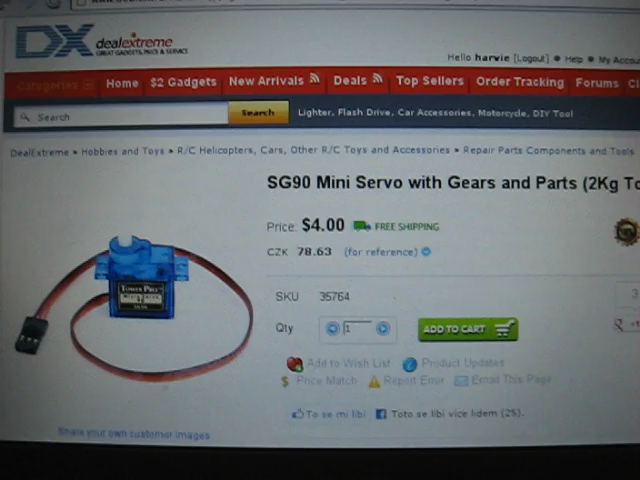 DX dealextreme
GREAT GADGETS, PRICE & SERVICE
Hello harvie [Logout] Help My Accou
Categories Home $2 Gadgets New Arrivals Deals Top Sellers Order Tracking Forums Cl
Search Search Lighter, Flash Drive, Car Accessories, Motorcycle, DIY Tool
DealExtreme » Hobbies and Toys » R/C Helicopters, Cars, Other R/C Toys and Accessories » Repair Parts Components and Tools
SG90 Mini Servo with Gears and Parts (2Kg To
Price: $4.00 FREE SHIPPING
CZK 78.63 (for reference)
SKU 35764
Qty 1 ADD TO CART
Tower Pro
Add to Wish List Product Updates
$ Price Match Report Error Email This Page
To se mi libi Toto se libi vice lidem (25).
Share your own customer images